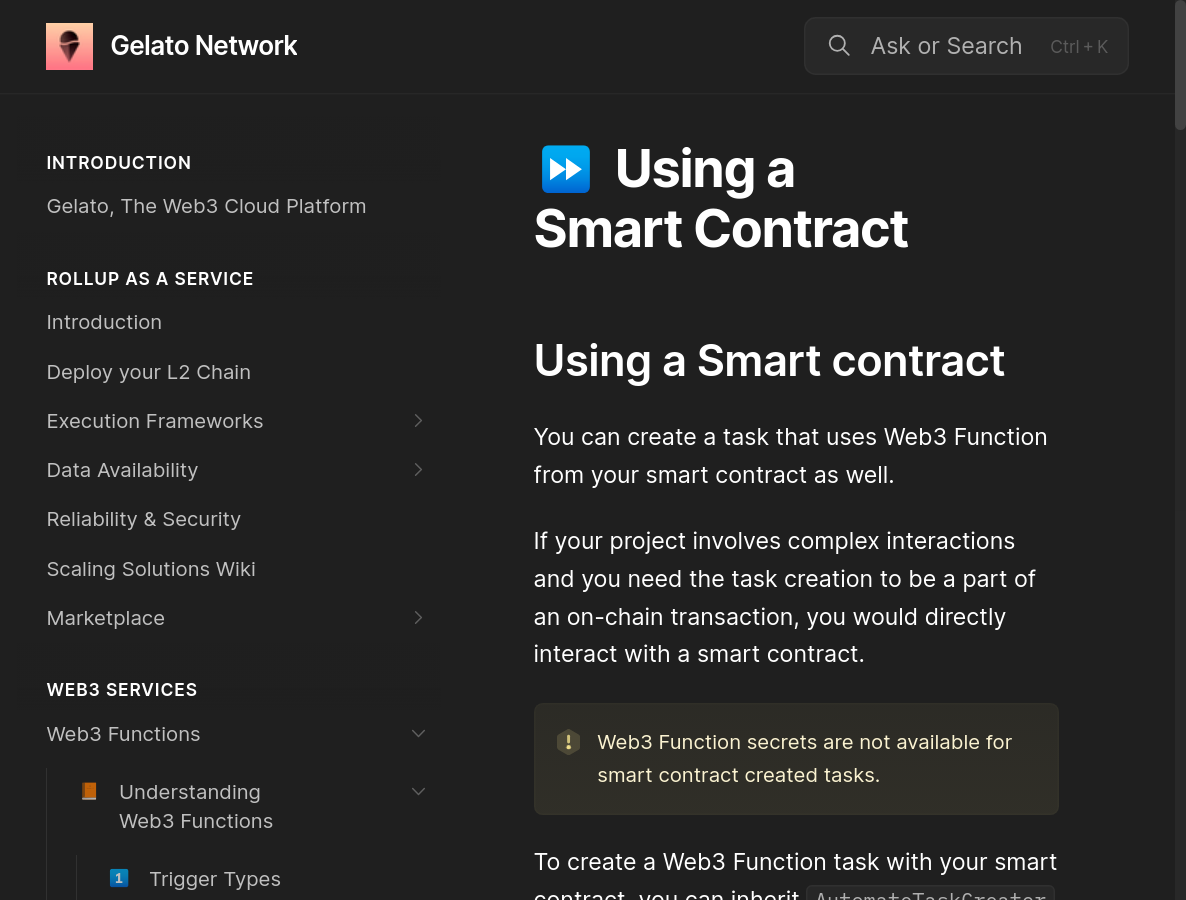 Gelato Network
Ask or Search Ctrl + K
INTRODUCTION
Gelato, The Web3 Cloud Platform
ROLLUP AS A SERVICE
Introduction
Deploy your L2 Chain
Execution Frameworks
Data Availability
Reliability & Security
Scaling Solutions Wiki
Marketplace
WEB3 SERVICES
Web3 Functions
Understanding
Web3 Functions
1 Trigger Types
Using a
Smart Contract
Using a Smart contract
You can create a task that uses Web3 Function
from your smart contract as well.
If your project involves complex interactions
and you need the task creation to be a part of
an on-chain transaction, you would directly
interact with a smart contract.
Web3 Function secrets are not available for
smart contract created tasks.
To create a Web3 Function task with your smart
contract, you can inherit AutomateTaskCreator